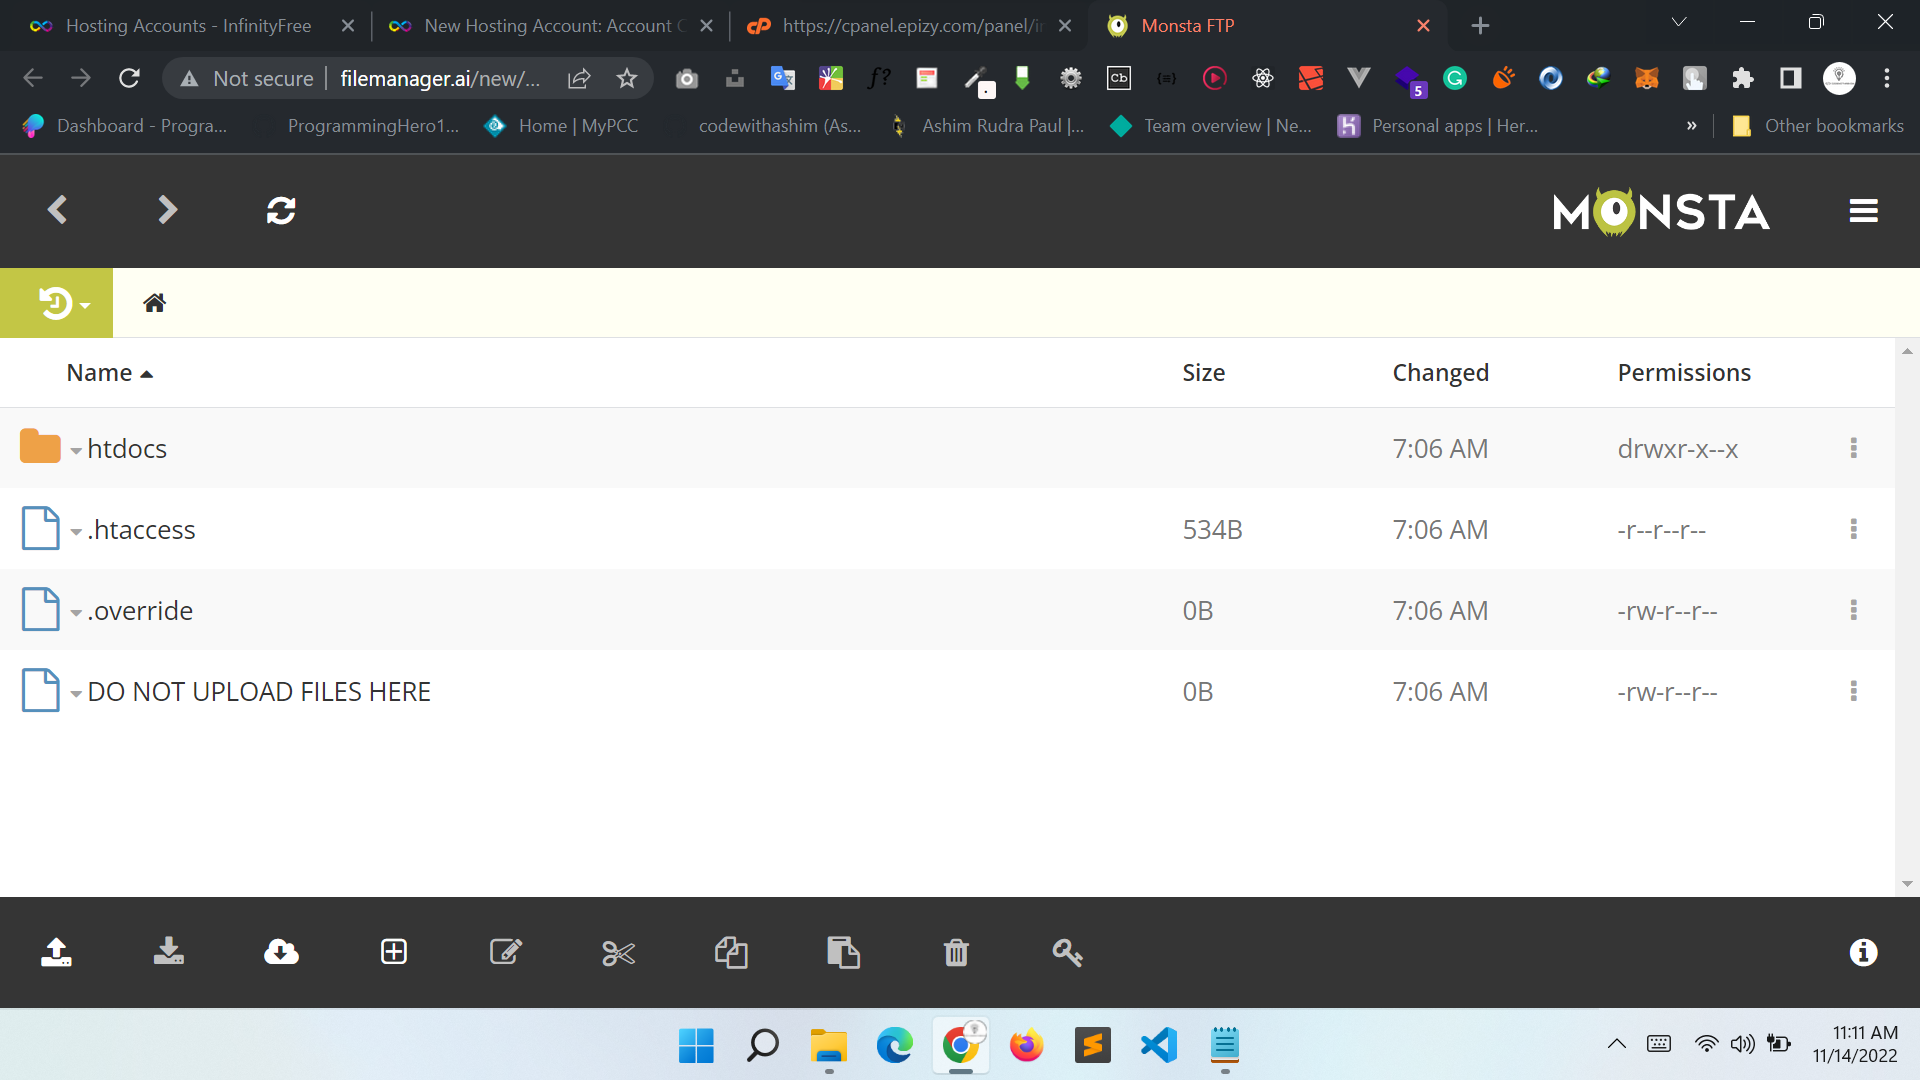 Hosting Accounts - InfinityFree
New Hosting Account: Account C
https://cpanel.epizy.com/panel/in
Monsta FTP
Not secure
filemanager.ai/new/...
f?
Cb
{≡}
5
Dashboard - Progra...
ProgrammingHero1...
Home | MyPCC
codewithashim (As...
Ashim Rudra Paul |...
Team overview | Ne...
Personal apps | Her...
»
Other bookmarks
MONSTA
Name
Size
Changed
Permissions
htdocs
7:06 AM
drwxr-x--x
.htaccess
534B
7:06 AM
-r--r--r--
.override
0B
7:06 AM
-rw-r--r--
DO NOT UPLOAD FILES HERE
0B
7:06 AM
-rw-r--r--
11:11 AM
11/14/2022